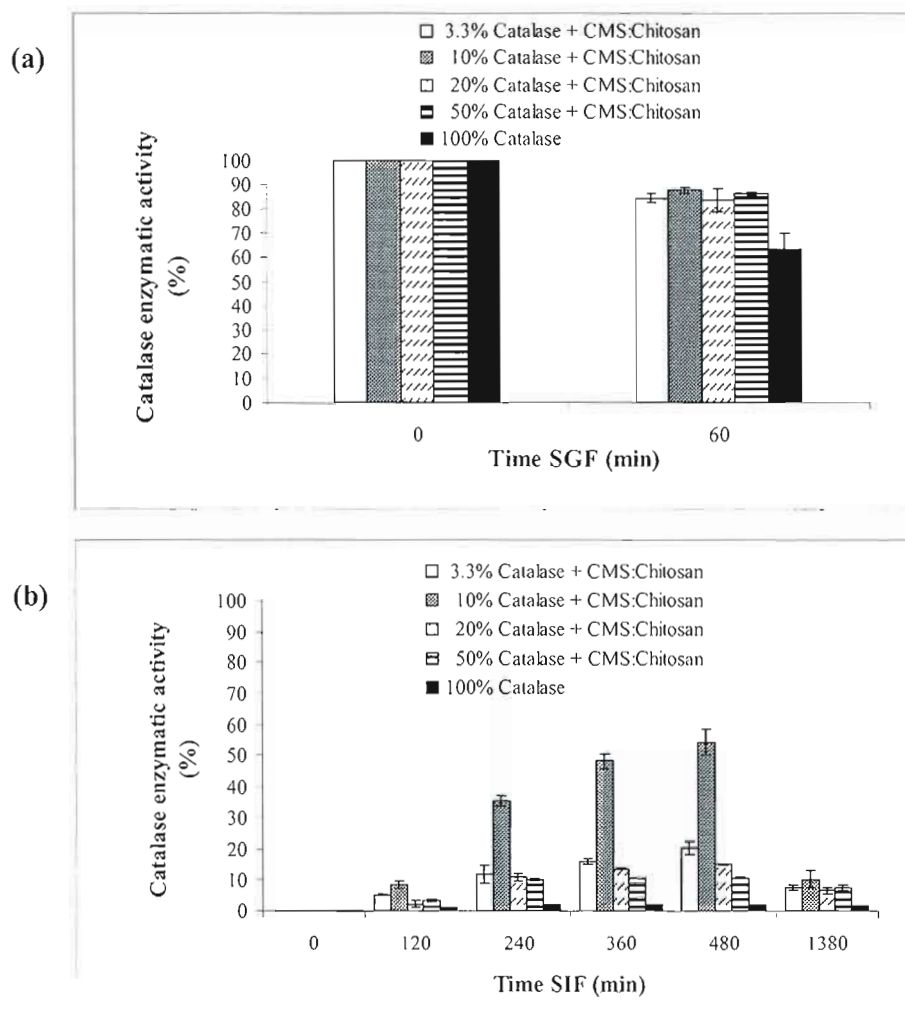 (a)
3.3% Catalase + CMS:Chitosan
10% Catalase + CMS:Chitosan
20% Catalase + CMS:Chitosan
50% Catalase + CMS:Chitosan
100% Catalase
Catalase enzymatic activity
(%)
100
90
80
70
60
50
40
30
20
10
0
0 60
Time SGF (min)
(b)
3.3% Catalase + CMS:Chitosan
10% Catalase + CMS:Chitosan
20% Catalase + CMS:Chitosan
50% Catalase + CMS:Chitosan
100% Catalase
Catalase enzymatic activity
(%)
100
90
80
70
60
50
40
30
20
10
0
0 120 240 360 480 1380
Time SIF (min)